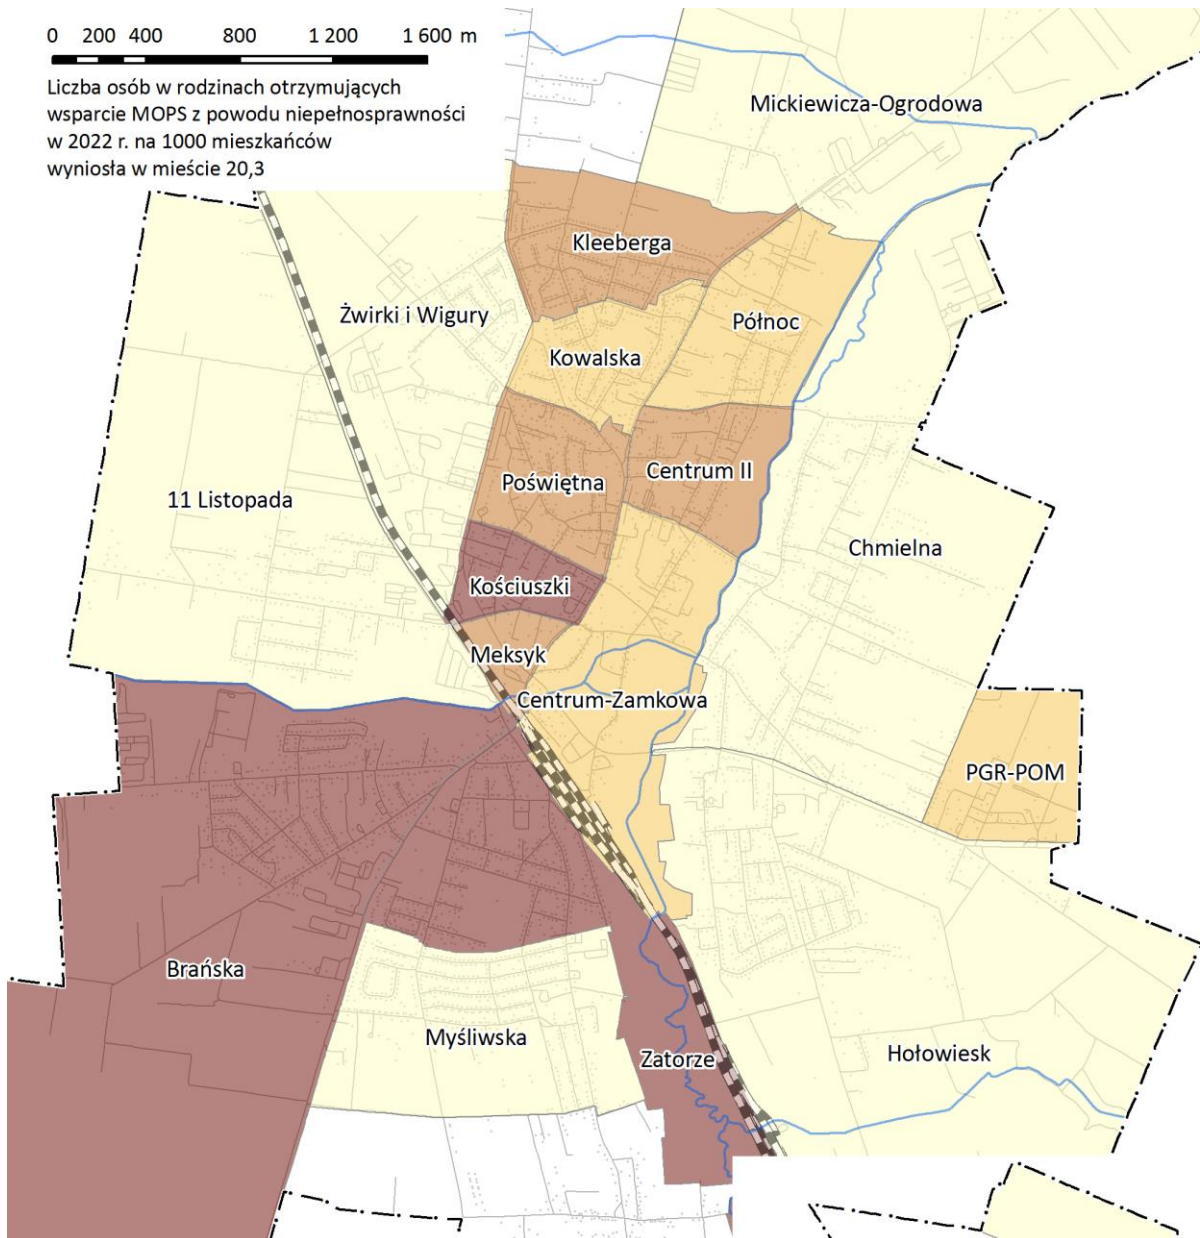 0 200 400 800 1 200 1 600 m
Liczba osób w rodzinach otrzymujących
wsparcie MOPS z powodu niepełnosprawności
w 2022 r. na 1000 mieszkańców
wyniosła w mieście 20,3
Mickiewicza-Ogrodowa
Kleeberga
Żwirki i Wigury
Północ
Kowalska
Poświętna
Centrum II
11 Listopada
Chmielna
Kościuszki
Meksyk
Centrum-Zamkowa
PGR-POM
Brańska
Myśliwska
Zatorze
Hołowiesk